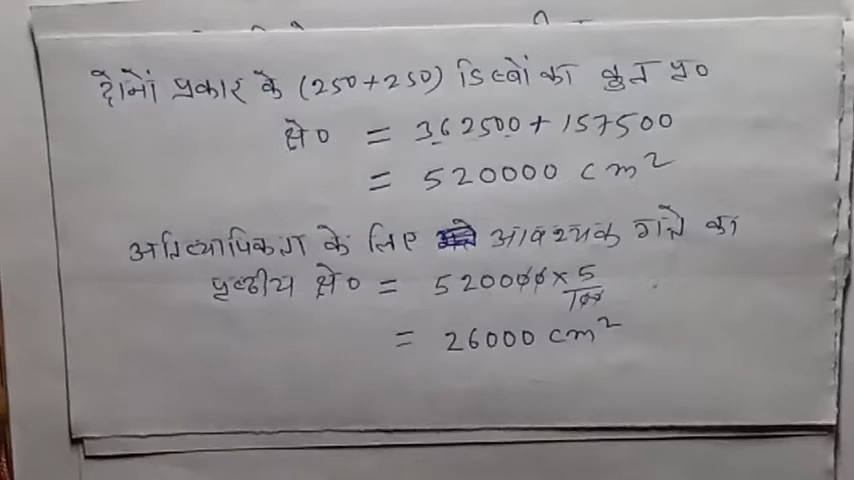 दोनों प्रकार के (250+250) डिब्बों का कुल पृ०
क्षे० = 362500 + 157500
= 520000 cm²
अतिव्यापिकता के लिए आवश्यक गत्ते का
पृष्ठीय क्षे० = 520000 × 5/100
= 26000 cm²